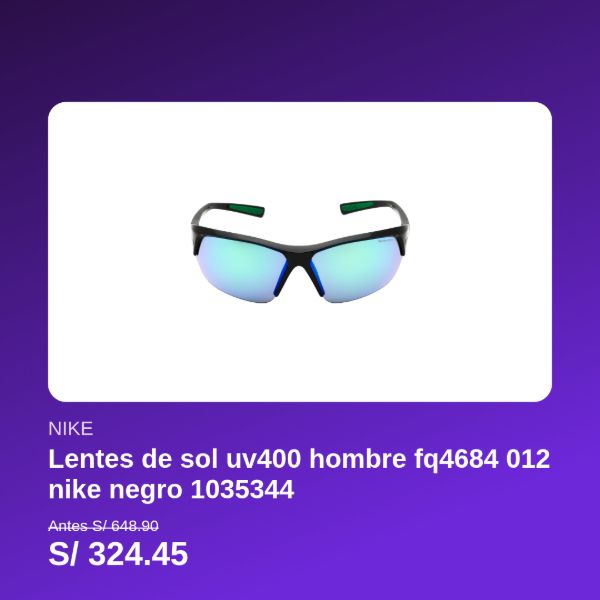 NIKE
Lentes de sol uv400 hombre fq4684 012
nike negro 1035344
Antes S/ 648.90
S/ 324.45